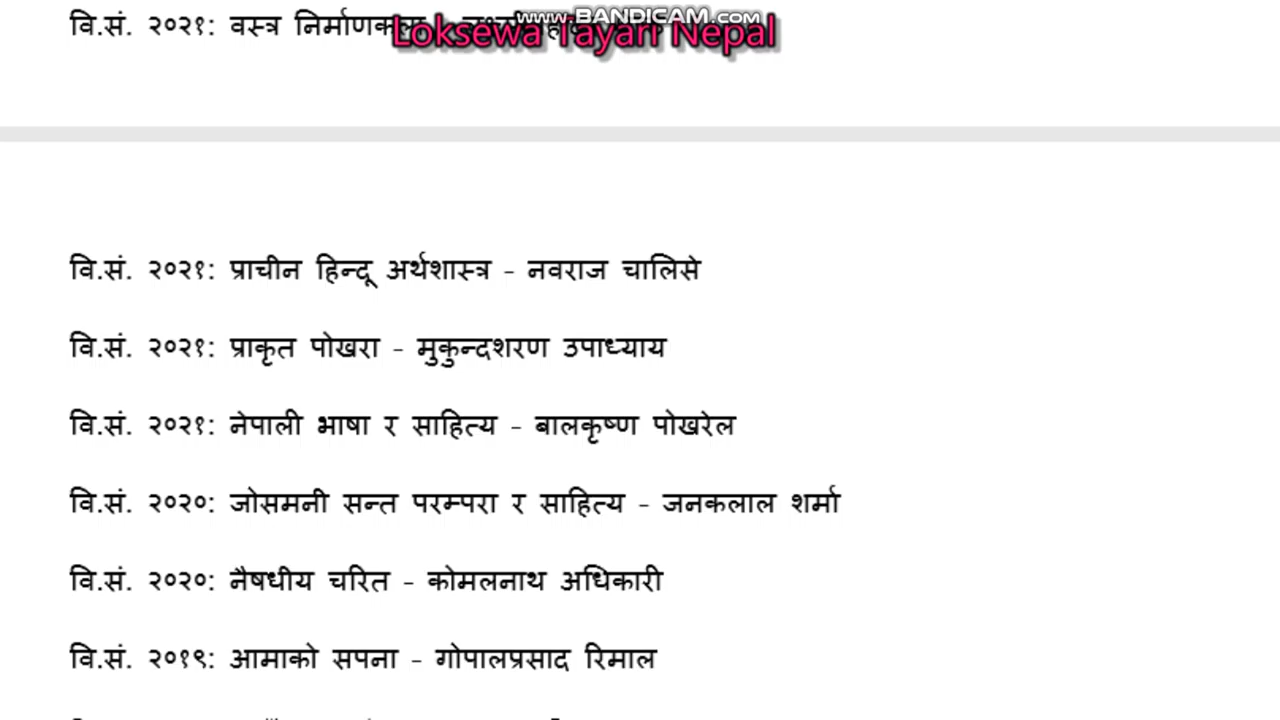 www.BANDICAM.com
वि.सं. २०२१: वस्त्र निर्माणकला -
Loksewa Tayari Nepal
वि.सं. २०२१: प्राचीन हिन्दू अर्थशास्त्र - नवराज चालिसे
वि.सं. २०२१: प्राकृत पोखरा - मुकुन्दशरण उपाध्याय
वि.सं. २०२१: नेपाली भाषा र साहित्य - बालकृष्ण पोखरेल
वि.सं. २०२०: जोसमनी सन्त परम्परा र साहित्य - जनकलाल शर्मा
वि.सं. २०२०: नैषधीय चरित - कोमलनाथ अधिकारी
वि.सं. २०१९: आमाको सपना - गोपालप्रसाद रिमाल